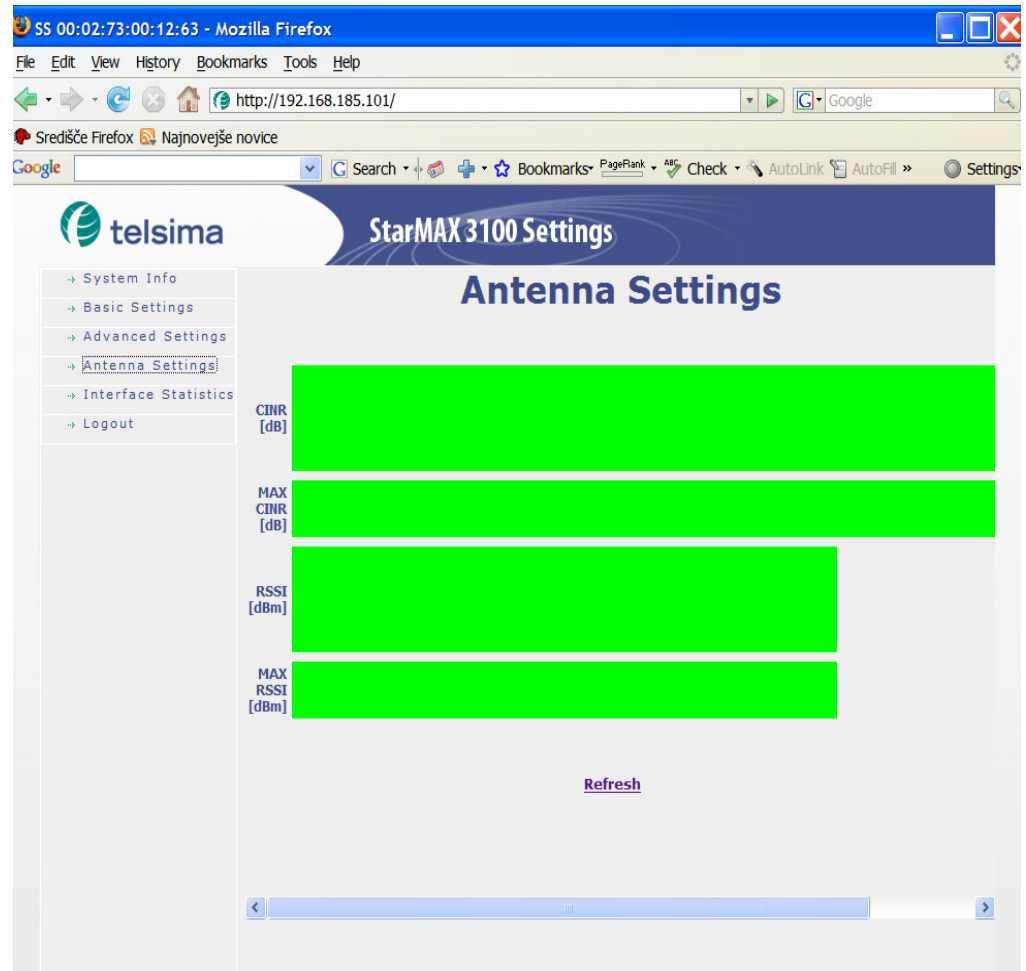 SS 00:02:73:00:12:63 - Mozilla Firefox
File Edit View History Bookmarks Tools Help
http://192.168.185.101/
G Google
Središče Firefox Najnovejše novice
Google G Search Bookmarks PageRank ABC Check AutoLink AutoFill » Settings
telsima
StarMAX 3100 Settings
System Info
Basic Settings
Advanced Settings
Antenna Settings
Interface Statistics
Logout
Antenna Settings
CINR
[dB]
MAX
CINR
[dB]
RSSI
[dBm]
MAX
RSSI
[dBm]
Refresh